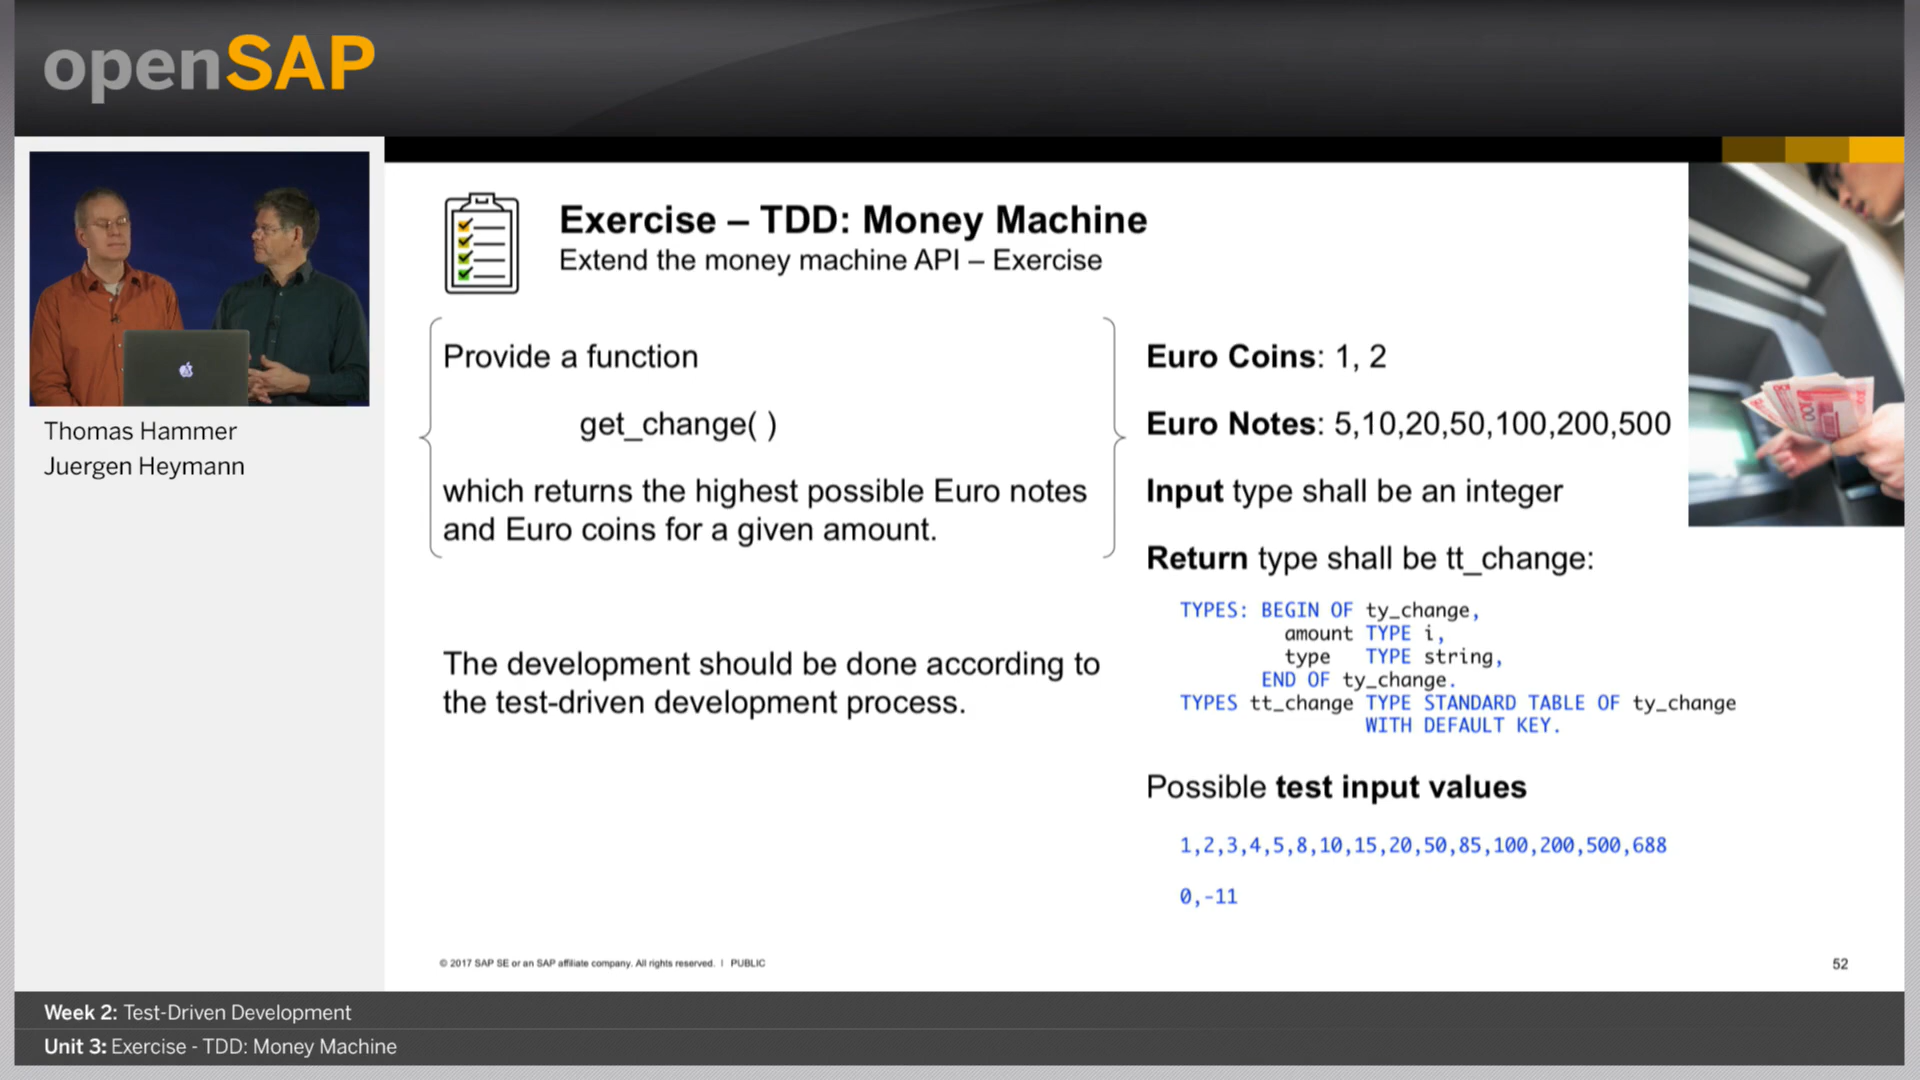 openSAP
Thomas Hammer
Juergen Heymann
Exercise – TDD: Money Machine
Extend the money machine API – Exercise
Provide a function
get_change( )
which returns the highest possible Euro notes
and Euro coins for a given amount.
The development should be done according to
the test-driven development process.
Euro Coins: 1, 2
Euro Notes: 5,10,20,50,100,200,500
Input type shall be an integer
Return type shall be tt_change:
TYPES: BEGIN OF ty_change,
amount TYPE i,
type TYPE string,
END OF ty_change.
TYPES tt_change TYPE STANDARD TABLE OF ty_change
WITH DEFAULT KEY.
Possible test input values
1,2,3,4,5,8,10,15,20,50,85,100,200,500,688
0,-11
© 2017 SAP SE or an SAP affiliate company. All rights reserved. | PUBLIC
52
Week 2: Test-Driven Development
Unit 3: Exercise - TDD: Money Machine